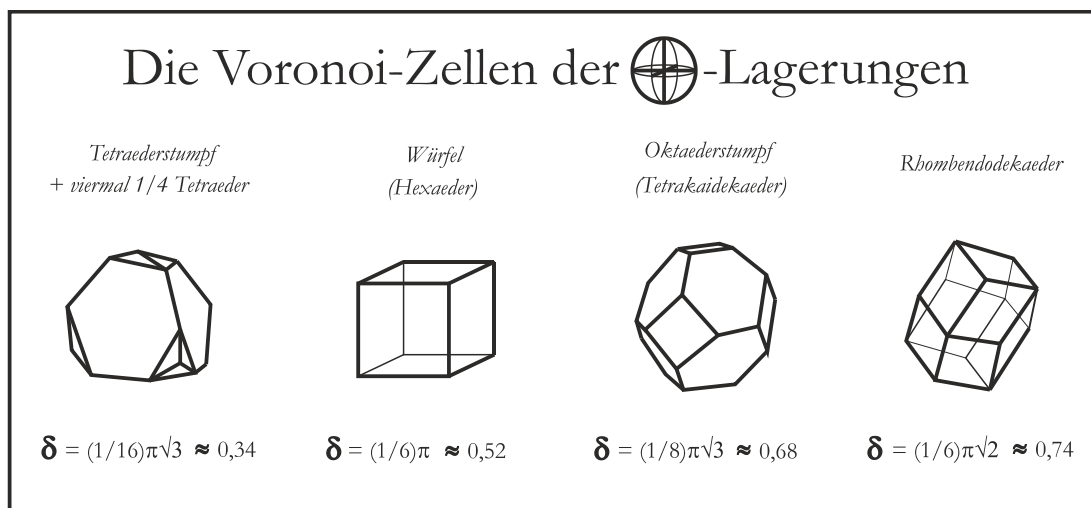 Die Voronoi-Zellen der -Lagerungen
Tetraederstumpf
+ viermal 1/4 Tetraeder
Würfel
(Hexaeder)
Oktaederstumpf
(Tetrakaidekaeder)
Rhombendodekaeder
δ = (1/16)π√3 ≈ 0,34
δ = (1/6)π ≈ 0,52
δ = (1/8)π√3 ≈ 0,68
δ = (1/6)π√2 ≈ 0,74